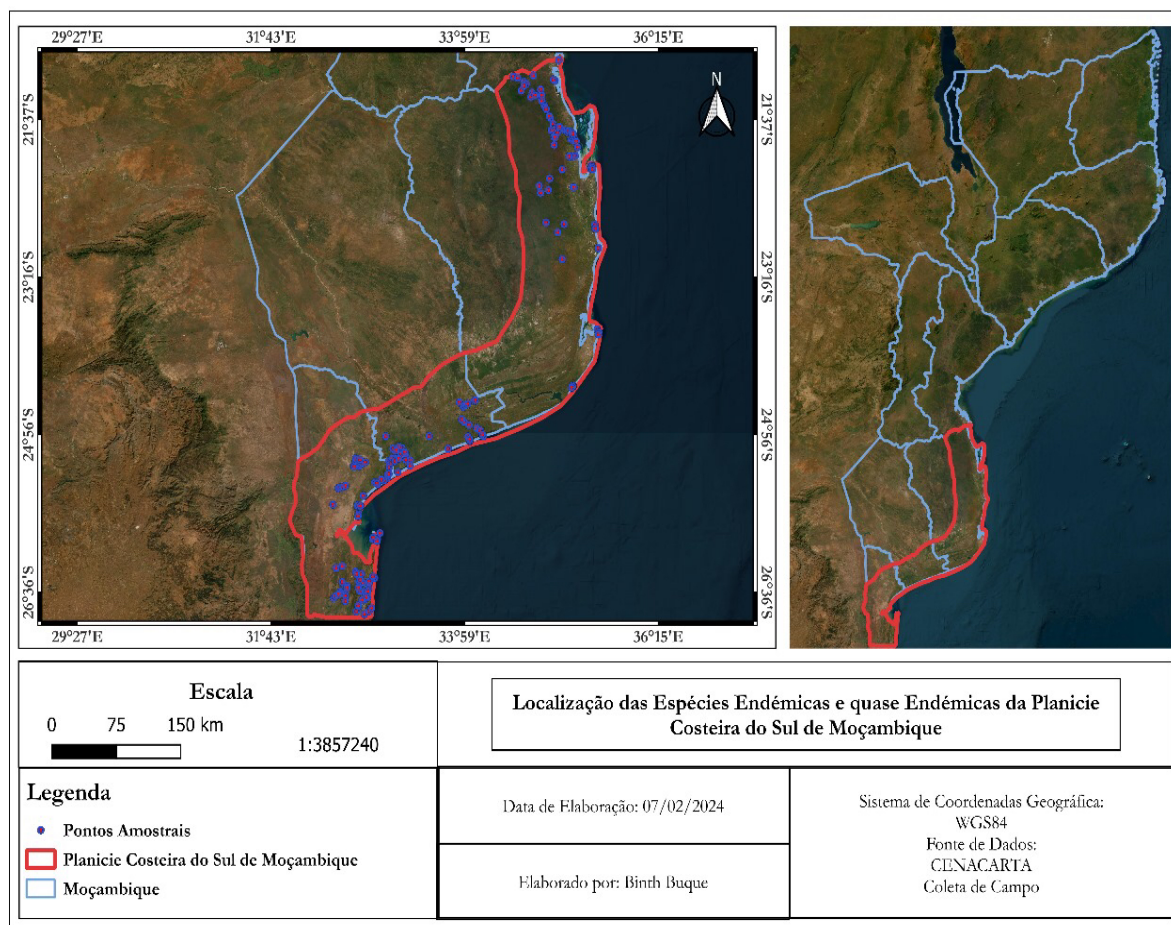 29°27'E 31°43'E 33°59'E 36°15'E
N
21°37'S 21°37'S
23°16'S 23°16'S
24°56'S 24°56'S
26°36'S 26°36'S
29°27'E 31°43'E 33°59'E 36°15'E
Escala
0 75 150 km
1:3857240
Localização das Espécies Endémicas e quase Endémicas da Planicie
Costeira do Sul de Moçambique
Legenda
Pontos Amostrais
Planicie Costeira do Sul de Moçambique
Moçambique
Data de Elaboração: 07/02/2024
Elaborado por: Binth Buque
Sistema de Coordenadas Geográfica:
WGS84
Fonte de Dados:
CENACARTA
Coleta de Campo